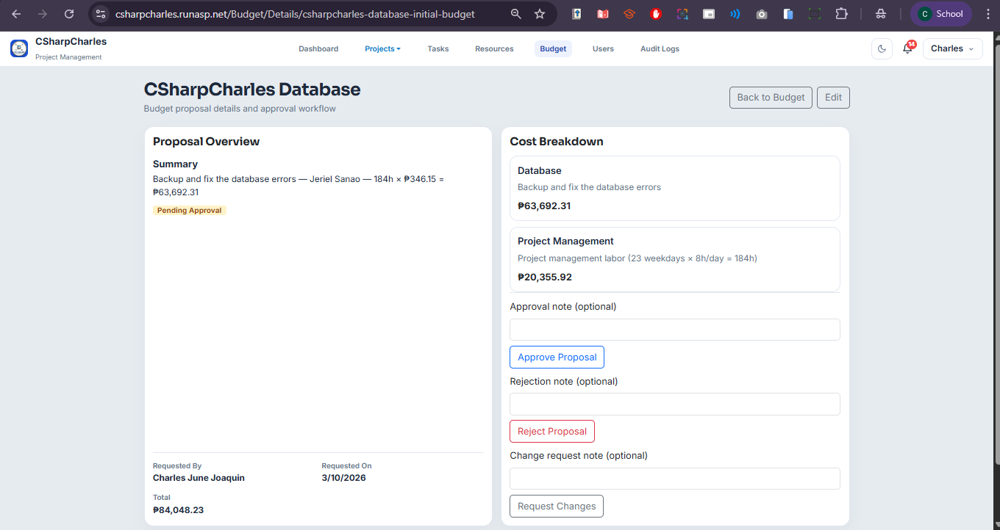 csharpcharles.runasp.net/Budget/Details/csharpcharles-database-initial-budget
C
School
CSharpCharles
Project Management
Dashboard
Projects
Tasks
Resources
Budget
Users
Audit Logs
14
Charles
CSharpCharles Database
Budget proposal details and approval workflow
Back to Budget
Edit
Proposal Overview
Summary
Backup and fix the database errors — Jeriel Sanao — 184h × ₱346.15 =
₱63,692.31
Pending Approval
Requested By
Charles June Joaquin
Requested On
3/10/2026
Total
₱84,048.23
Cost Breakdown
Database
Backup and fix the database errors
₱63,692.31
Project Management
Project management labor (23 weekdays × 8h/day = 184h)
₱20,355.92
Approval note (optional)
Approve Proposal
Rejection note (optional)
Reject Proposal
Change request note (optional)
Request Changes